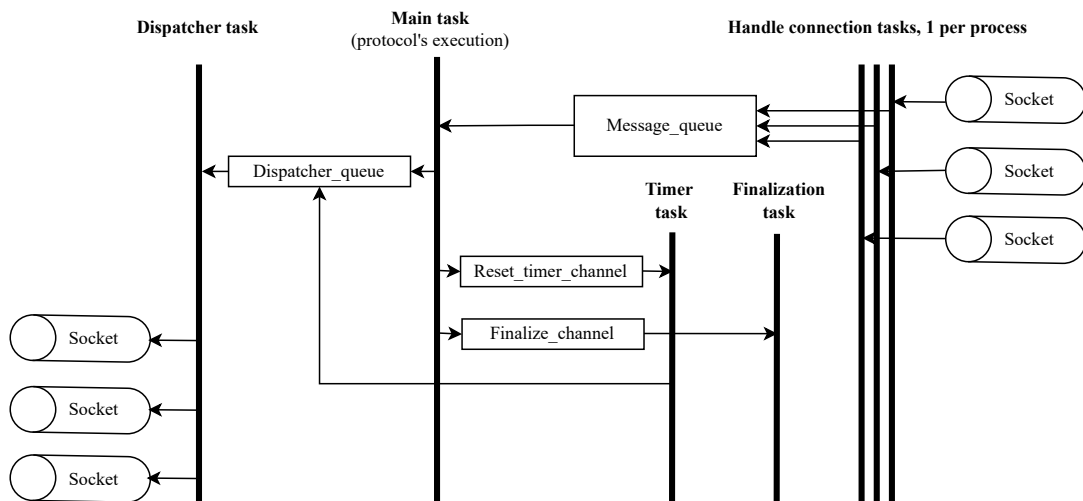 Dispatcher task
Main task
(protocol's execution)
Handle connection tasks, 1 per process
Socket
Message_queue
Dispatcher_queue
Socket
Timer
task
Finalization
task
Socket
Reset_timer_channel
Finalize_channel
Socket
Socket
Socket